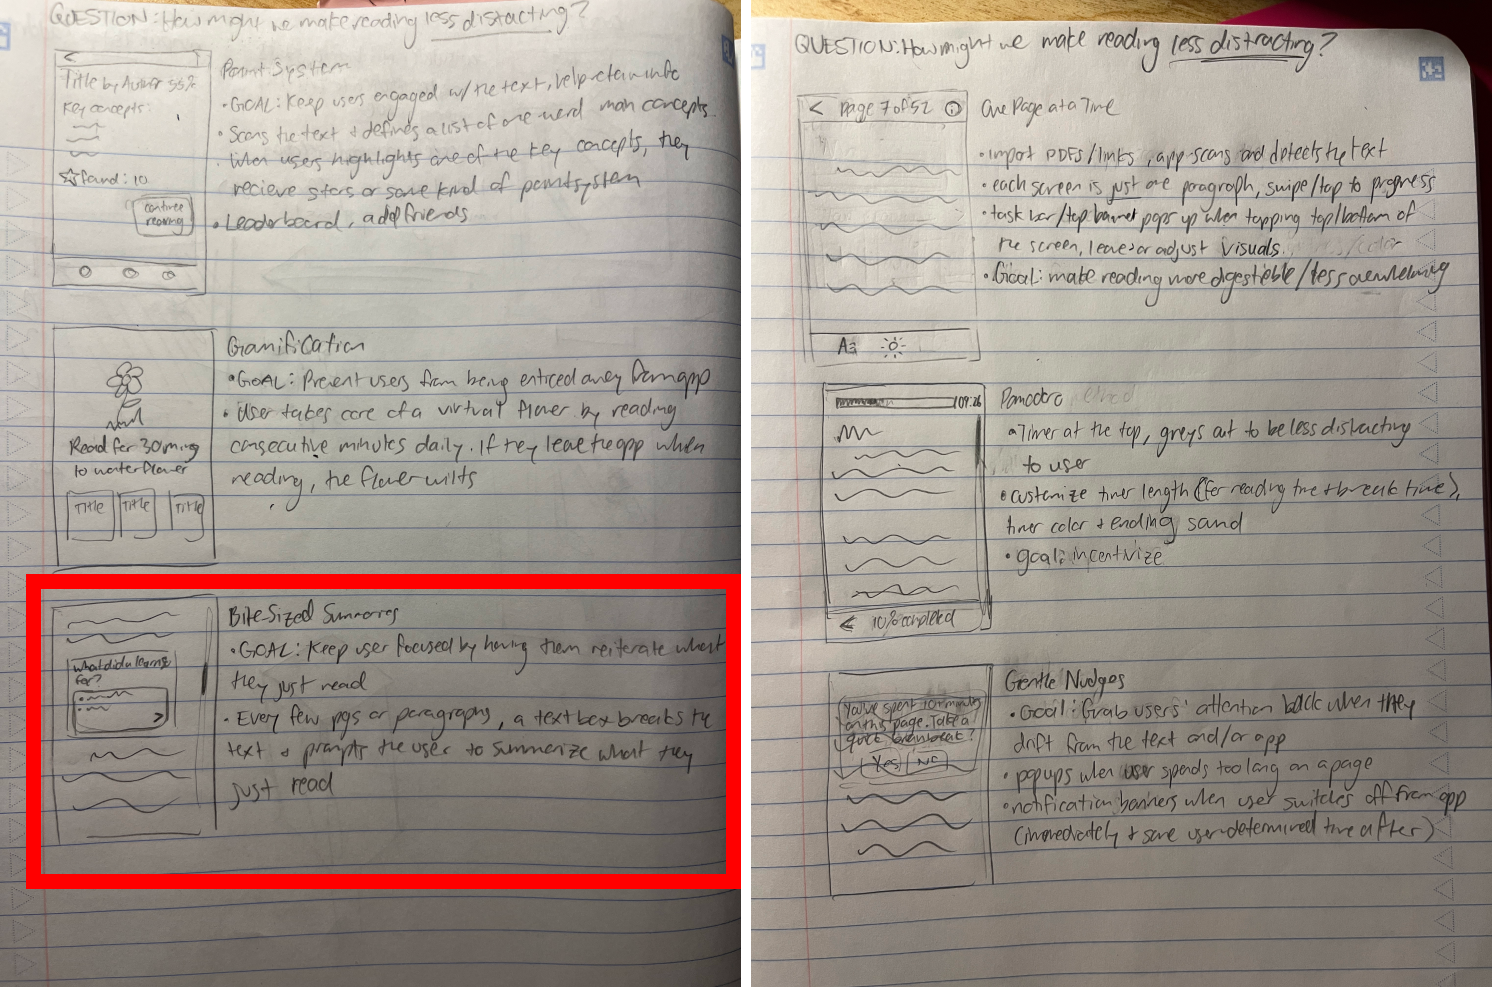 QUESTION: How might we make reading less distracting?
<
Title by Author 55%
Key concepts:
found: 10
continue
reading
Point System
• GOAL: Keep users engaged w/ the text, help retain info
• Scans the text + defines a list of one word main concepts.
• When users highlights one of the key concepts, they
recieve stars or some kind of point system
• Leaderboard, add friends
Read for 30 mins
to water flower
Title Title Title
Gamification
• GOAL: Prevent users from being enticed away from app
• User takes care of a virtual flower by reading
consecutive minutes daily. If they leave the app when
reading, the flower wilts
What did u learn
far?
>
Bite-Sized Summaries
• GOAL: Keep user focused by having them reiterate what
they just read
• Every few pgs or paragraphs, a textbox breaks the
text + prompts the user to summarize what they
just read
QUESTION: How might we make reading less distracting?
< page 7 of 52
A
One Page at a Time
• import PDFs/links, app scans and detects the text
• each screen is just one paragraph, swipe/tap to progress
• task bar/top banner pops up when tapping top/bottom of
the screen, leave or adjust visuals. /color
• Goal: make reading more digestible/less overwhelming
09:26
< 10% completed
Pomodoro
• Timer at the top, greys out to be less distracting
to user
• customize timer length (for reading time + break time),
timer color + ending sound
• goal: incentivize
You've spent 10 minutes
on this page. Take a
quick brainbreak?
Yes No
Gentle Nudges
• Goal: Grab users' attention back when they
drift from the text and/or app
• popups when user spends too long on a page
• notification banners when user switches off from app
(immediately + some user-determined time after)